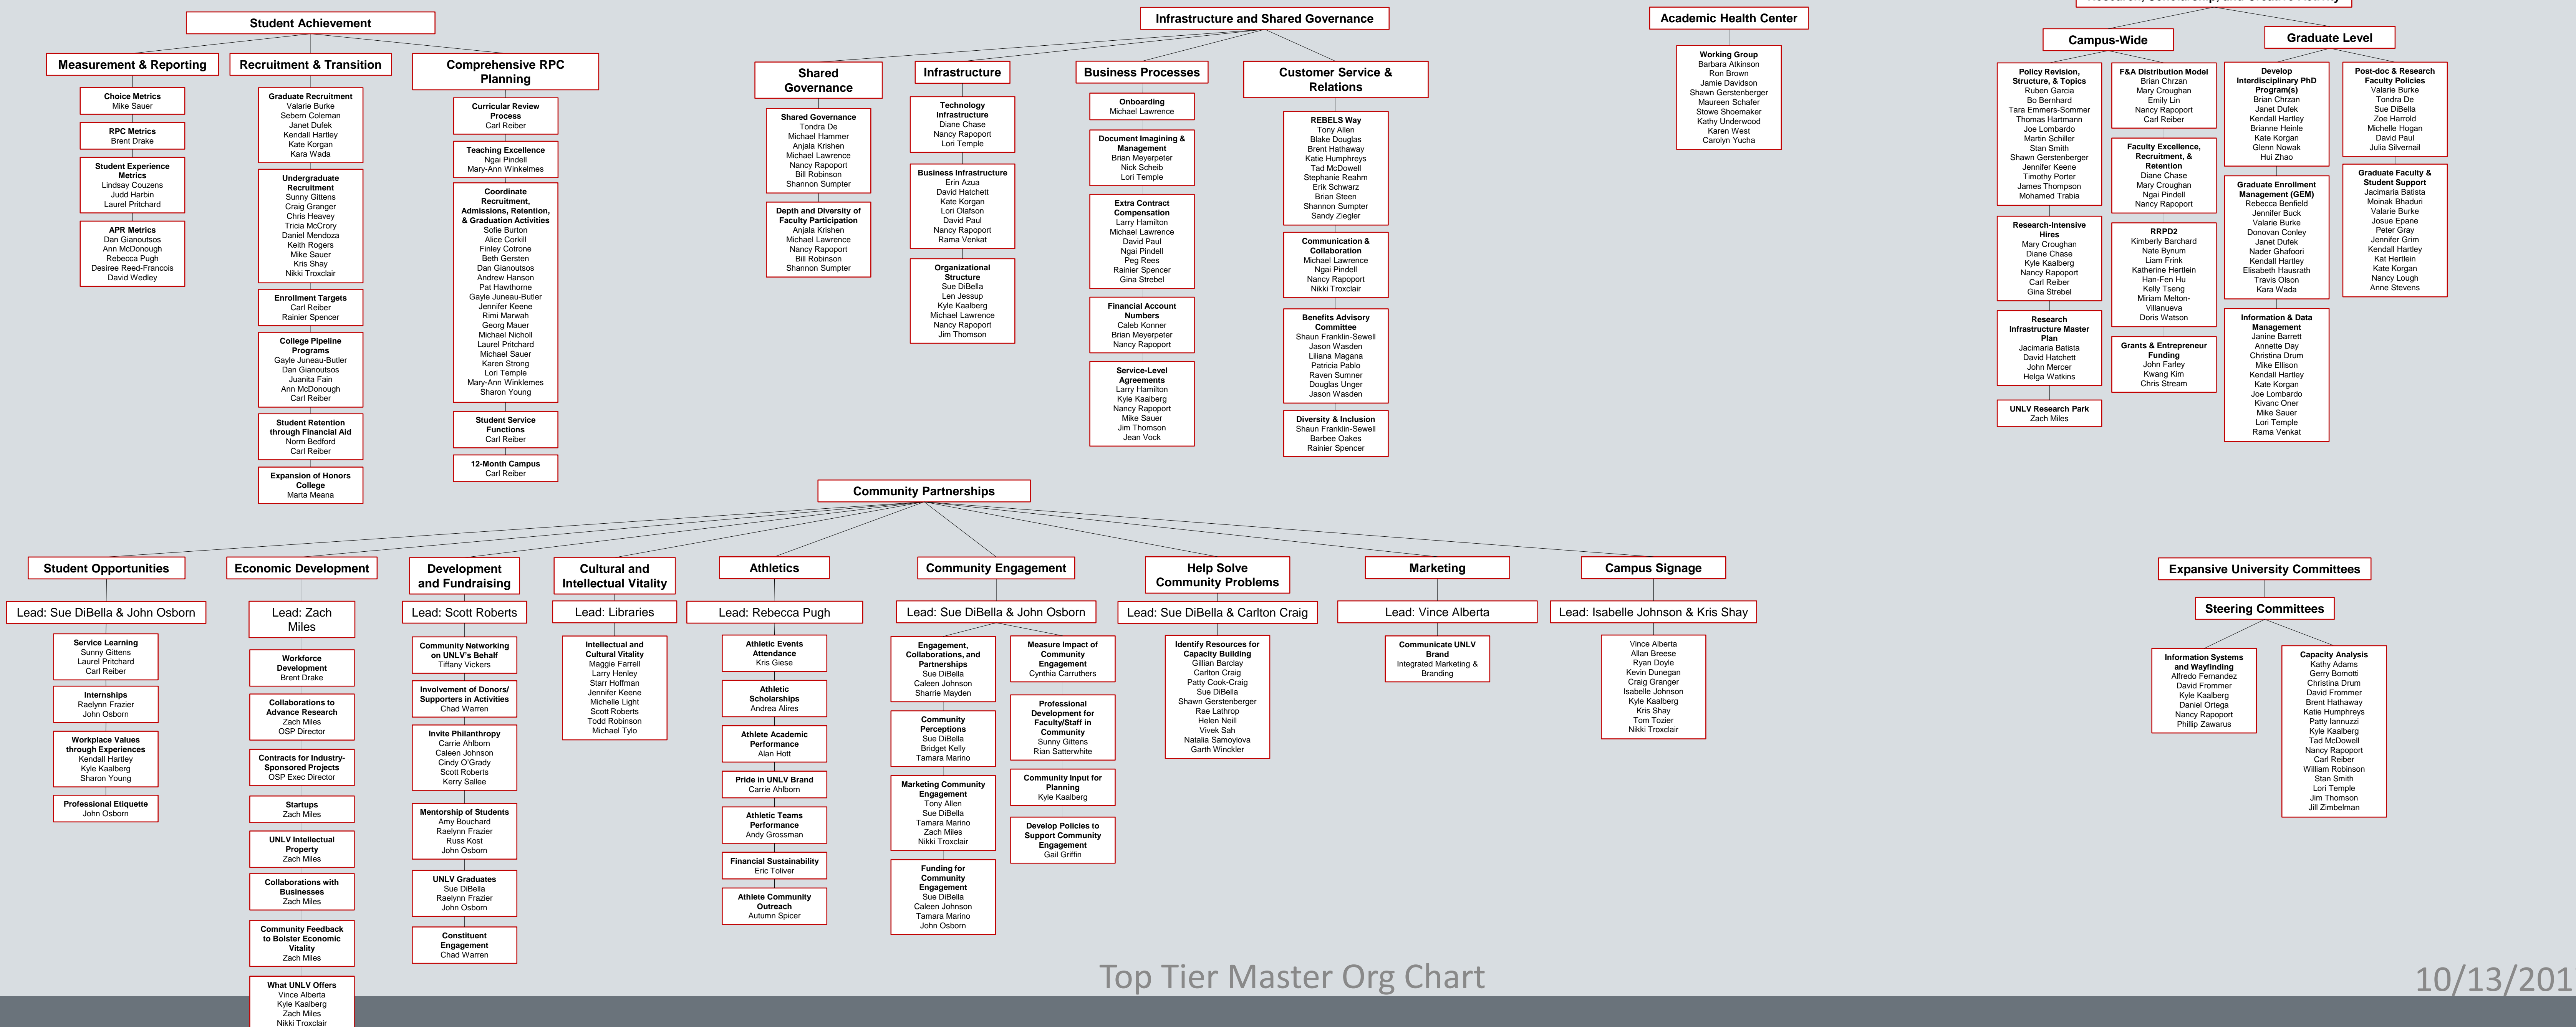 Student Achievement
Measurement & Reporting
Choice Metrics
Mike Sauer
RPC Metrics
Brent Drake
Student Experience
Metrics
Lindsay Couzens
Judd Harbin
Laurel Pritchard
APR Metrics
Dan Gianoutsos
Ann McDonough
Rebecca Pugh
Desiree Reed-Francois
David Wedley
Recruitment & Transition
Graduate Recruitment
Valarie Burke
Sebern Coleman
Janet Dufek
Kendall Hartley
Kate Korgan
Kara Wada
Undergraduate
Recruitment
Sunny Gittens
Craig Granger
Chris Heavey
Tricia McCrory
Daniel Mendoza
Keith Rogers
Mike Sauer
Kris Shay
Nikki Troxclair
Enrollment Targets
Carl Reiber
Rainier Spencer
College Pipeline
Programs
Gayle Juneau-Butler
Dan Gianoutsos
Juanita Fain
Ann McDonough
Carl Reiber
Student Retention
through Financial Aid
Norm Bedford
Carl Reiber
Expansion of Honors
College
Marta Meana
Comprehensive RPC
Planning
Curricular Review
Process
Carl Reiber
Teaching Excellence
Ngai Pindell
Mary-Ann Winkelmes
Coordinate
Recruitment,
Admissions, Retention,
& Graduation Activities
Sofie Burton
Alice Corkill
Finley Cotrone
Beth Gersten
Dan Gianoutsos
Andrew Hanson
Pat Hawthorne
Gayle Juneau-Butler
Jennifer Keene
Rimi Marwah
Georg Mauer
Michael Nicholl
Laurel Pritchard
Michael Sauer
Karen Strong
Lori Temple
Mary-Ann Winklemes
Sharon Young
Student Service
Functions
Carl Reiber
12-Month Campus
Carl Reiber
Infrastructure and Shared Governance
Shared
Governance
Shared Governance
Tondra De
Michael Hammer
Anjala Krishen
Michael Lawrence
Nancy Rapoport
Bill Robinson
Shannon Sumpter
Depth and Diversity of
Faculty Participation
Anjala Krishen
Michael Lawrence
Nancy Rapoport
Bill Robinson
Shannon Sumpter
Infrastructure
Technology
Infrastructure
Diane Chase
Nancy Rapoport
Lori Temple
Business Infrastructure
Erin Azua
David Hatchett
Kate Korgan
Lori Olafson
David Paul
Nancy Rapoport
Rama Venkat
Organizational
Structure
Sue DiBella
Len Jessup
Kyle Kaalberg
Michael Lawrence
Nancy Rapoport
Jim Thomson
Business Processes
Onboarding
Michael Lawrence
Document Imagining &
Management
Brian Meyerpeter
Nick Scheib
Lori Temple
Extra Contract
Compensation
Larry Hamilton
Michael Lawrence
David Paul
Ngai Pindell
Peg Rees
Rainier Spencer
Gina Strebel
Financial Account
Numbers
Caleb Konner
Brian Meyerpeter
Nancy Rapoport
Service-Level
Agreements
Larry Hamilton
Kyle Kaalberg
Nancy Rapoport
Mike Sauer
Jim Thomson
Jean Vock
Customer Service &
Relations
REBELS Way
Tony Allen
Blake Douglas
Brent Hathaway
Katie Humphreys
Tad McDowell
Stephanie Reahm
Erik Schwarz
Brian Steen
Shannon Sumpter
Sandy Ziegler
Communication &
Collaboration
Michael Lawrence
Ngai Pindell
Nancy Rapoport
Nikki Troxclair
Benefits Advisory
Committee
Shaun Franklin-Sewell
Jason Wasden
Liliana Magana
Patricia Pablo
Raven Sumner
Douglas Unger
Jason Wasden
Diversity & Inclusion
Shaun Franklin-Sewell
Barbee Oakes
Rainier Spencer
Academic Health Center
Working Group
Barbara Atkinson
Ron Brown
Jamie Davidson
Shawn Gerstenberger
Maureen Schafer
Stowe Shoemaker
Kathy Underwood
Karen West
Carolyn Yucha
Research, Scholarship, and Creative Activity
Campus-Wide
Policy Revision,
Structure, & Topics
Ruben Garcia
Bo Bernhard
Tara Emmers-Sommer
Thomas Hartmann
Joe Lombardo
Martin Schiller
Stan Smith
Shawn Gerstenberger
Jennifer Keene
Timothy Porter
James Thompson
Mohamed Trabia
Research-Intensive
Hires
Mary Croughan
Diane Chase
Kyle Kaalberg
Nancy Rapoport
Carl Reiber
Gina Strebel
Research
Infrastructure Master
Plan
Jacimaria Batista
David Hatchett
John Mercer
Helga Watkins
UNLV Research Park
Zach Miles
F&A Distribution Model
Brian Chrzan
Mary Croughan
Emily Lin
Nancy Rapoport
Carl Reiber
Faculty Excellence,
Recruitment, &
Retention
Diane Chase
Mary Croughan
Ngai Pindell
Nancy Rapoport
RRPD2
Kimberly Barchard
Nate Bynum
Liam Frink
Katherine Hertlein
Han-Fen Hu
Kelly Tseng
Miriam Melton-
Villanueva
Doris Watson
Grants & Entrepreneur
Funding
John Farley
Kwang Kim
Chris Stream
Graduate Level
Develop
Interdisciplinary PhD
Program(s)
Brian Chrzan
Janet Dufek
Kendall Hartley
Brianne Heinle
Kate Korgan
Glenn Nowak
Hui Zhao
Graduate Enrollment
Management (GEM)
Rebecca Benfield
Jennifer Buck
Valarie Burke
Donovan Conley
Janet Dufek
Nader Ghafoori
Kendall Hartley
Elisabeth Hausrath
Travis Olson
Kara Wada
Information & Data
Management
Janine Barrett
Annette Day
Christina Drum
Mike Ellison
Kendall Hartley
Kate Korgan
Joe Lombardo
Kivanc Oner
Mike Sauer
Lori Temple
Rama Venkat
Post-doc & Research
Faculty Policies
Valarie Burke
Tondra De
Sue DiBella
Zoe Harrold
Michelle Hogan
David Paul
Julia Silvernail
Graduate Faculty &
Student Support
Jacimaria Batista
Moinak Bhaduri
Valarie Burke
Josue Epane
Peter Gray
Jennifer Grim
Kendall Hartley
Kat Hertlein
Kate Korgan
Nancy Lough
Anne Stevens
Community Partnerships
Student Opportunities
Lead: Sue DiBella & John Osborn
Service Learning
Sunny Gittens
Laurel Pritchard
Carl Reiber
Internships
Raelynn Frazier
John Osborn
Workplace Values
through Experiences
Kendall Hartley
Kyle Kaalberg
Sharon Young
Professional Etiquette
John Osborn
Economic Development
Lead: Zach
Miles
Workforce
Development
Brent Drake
Collaborations to
Advance Research
Zach Miles
OSP Director
Contracts for Industry-
Sponsored Projects
OSP Exec Director
Startups
Zach Miles
UNLV Intellectual
Property
Zach Miles
Collaborations with
Businesses
Zach Miles
Community Feedback
to Bolster Economic
Vitality
Zach Miles
What UNLV Offers
Vince Alberta
Kyle Kaalberg
Zach Miles
Nikki Troxclair
Development
and Fundraising
Lead: Scott Roberts
Community Networking
on UNLV's Behalf
Tiffany Vickers
Involvement of Donors/
Supporters in Activities
Chad Warren
Invite Philanthropy
Carrie Ahlborn
Caleen Johnson
Cindy O'Grady
Scott Roberts
Kerry Sallee
Mentorship of Students
Amy Bouchard
Raelynn Frazier
Russ Kost
John Osborn
UNLV Graduates
Sue DiBella
Raelynn Frazier
John Osborn
Constituent
Engagement
Chad Warren
Cultural and
Intellectual Vitality
Lead: Libraries
Intellectual and
Cultural Vitality
Maggie Farrell
Larry Henley
Starr Hoffman
Jennifer Keene
Michelle Light
Scott Roberts
Todd Robinson
Michael Tylo
Athletics
Lead: Rebecca Pugh
Athletic Events
Attendance
Kris Giese
Athletic
Scholarships
Andrea Alires
Athlete Academic
Performance
Alan Hott
Pride in UNLV Brand
Carrie Ahlborn
Athletic Teams
Performance
Andy Grossman
Financial Sustainability
Eric Toliver
Athlete Community
Outreach
Autumn Spicer
Community Engagement
Lead: Sue DiBella & John Osborn
Engagement,
Collaborations, and
Partnerships
Sue DiBella
Caleen Johnson
Sharrie Mayden
Community
Perceptions
Sue DiBella
Bridget Kelly
Tamara Marino
Marketing Community
Engagement
Tony Allen
Sue DiBella
Tamara Marino
Zach Miles
Nikki Troxclair
Funding for
Community
Engagement
Sue DiBella
Caleen Johnson
Tamara Marino
John Osborn
Measure Impact of
Community
Engagement
Cynthia Carruthers
Professional
Development for
Faculty/Staff in
Community
Sunny Gittens
Rian Satterwhite
Community Input for
Planning
Kyle Kaalberg
Develop Policies to
Support Community
Engagement
Gail Griffin
Help Solve
Community Problems
Lead: Sue DiBella & Carlton Craig
Identify Resources for
Capacity Building
Gillian Barclay
Carlton Craig
Patty Cook-Craig
Sue DiBella
Shawn Gerstenberger
Rae Lathrop
Helen Neill
Vivek Sah
Natalia Samoylova
Garth Winckler
Marketing
Lead: Vince Alberta
Communicate UNLV
Brand
Integrated Marketing &
Branding
Campus Signage
Lead: Isabelle Johnson & Kris Shay
Vince Alberta
Allan Breese
Ryan Doyle
Kevin Dunegan
Craig Granger
Isabelle Johnson
Kyle Kaalberg
Kris Shay
Tom Tozier
Nikki Troxclair
Expansive University Committees
Steering Committees
Information Systems
and Wayfinding
Alfredo Fernandez
David Frommer
Kyle Kaalberg
Daniel Ortega
Nancy Rapoport
Phillip Zawarus
Capacity Analysis
Kathy Adams
Gerry Bomotti
Christina Drum
David Frommer
Brent Hathaway
Katie Humphreys
Patty Iannuzzi
Kyle Kaalberg
Tad McDowell
Nancy Rapoport
Carl Reiber
William Robinson
Stan Smith
Lori Temple
Jim Thomson
Jill Zimbelman
Top Tier Master Org Chart
10/13/201